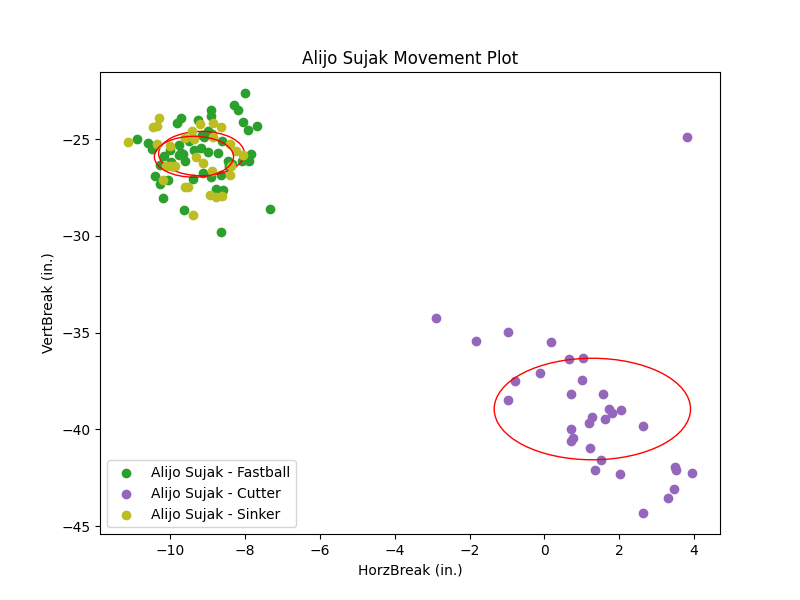 Alijo Sujak Movement Plot
VertBreak (in.)
−25
−30
−35
−40
−45
Alijo Sujak - Fastball
Alijo Sujak - Cutter
Alijo Sujak - Sinker
−10
−8
−6
−4
−2
0
2
4
HorzBreak (in.)